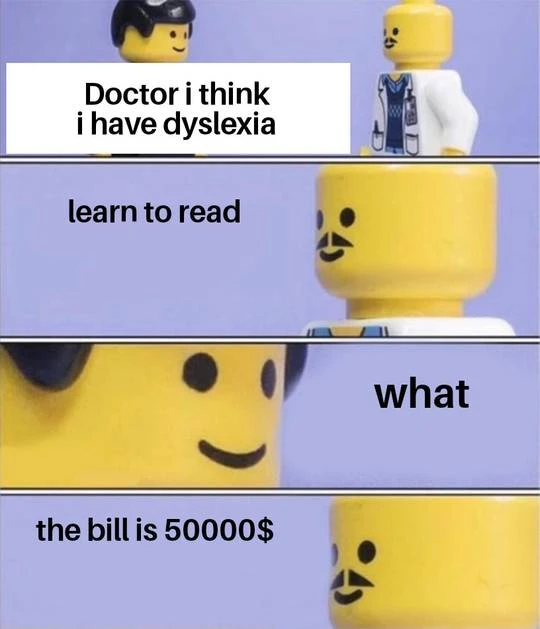 Doctor i think
i have dyslexia
learn to read
what
the bill is 50000$